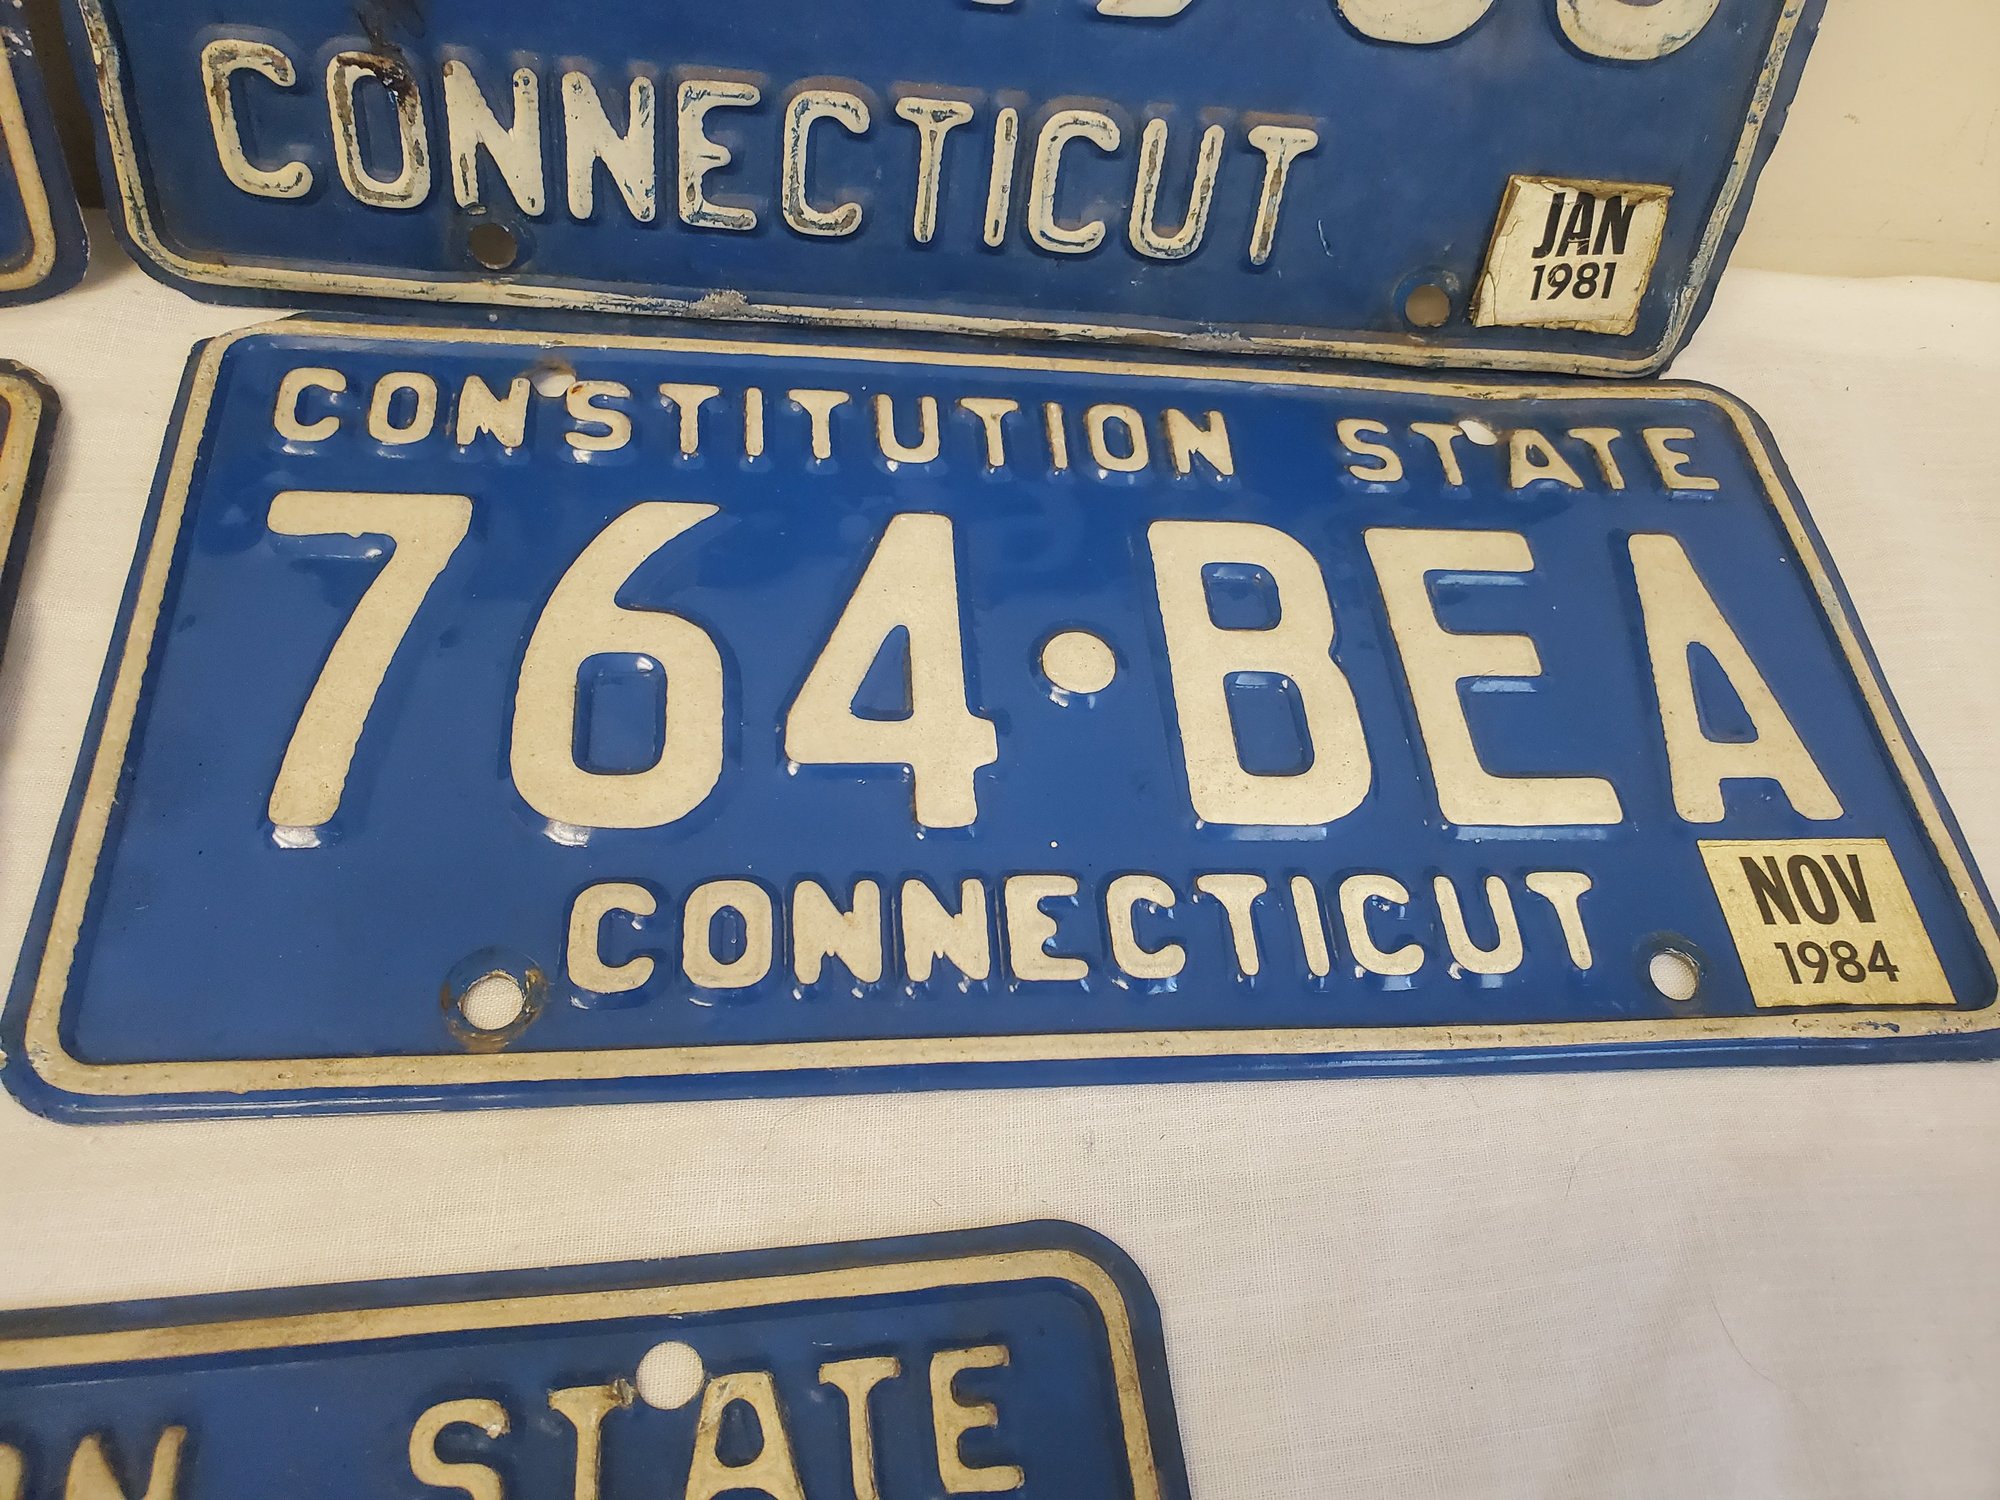 CONNECTICUT
JAN
1981
CONSTITUTION STATE
764·BEA
CONNECTICUT
NOV
1984
STATE